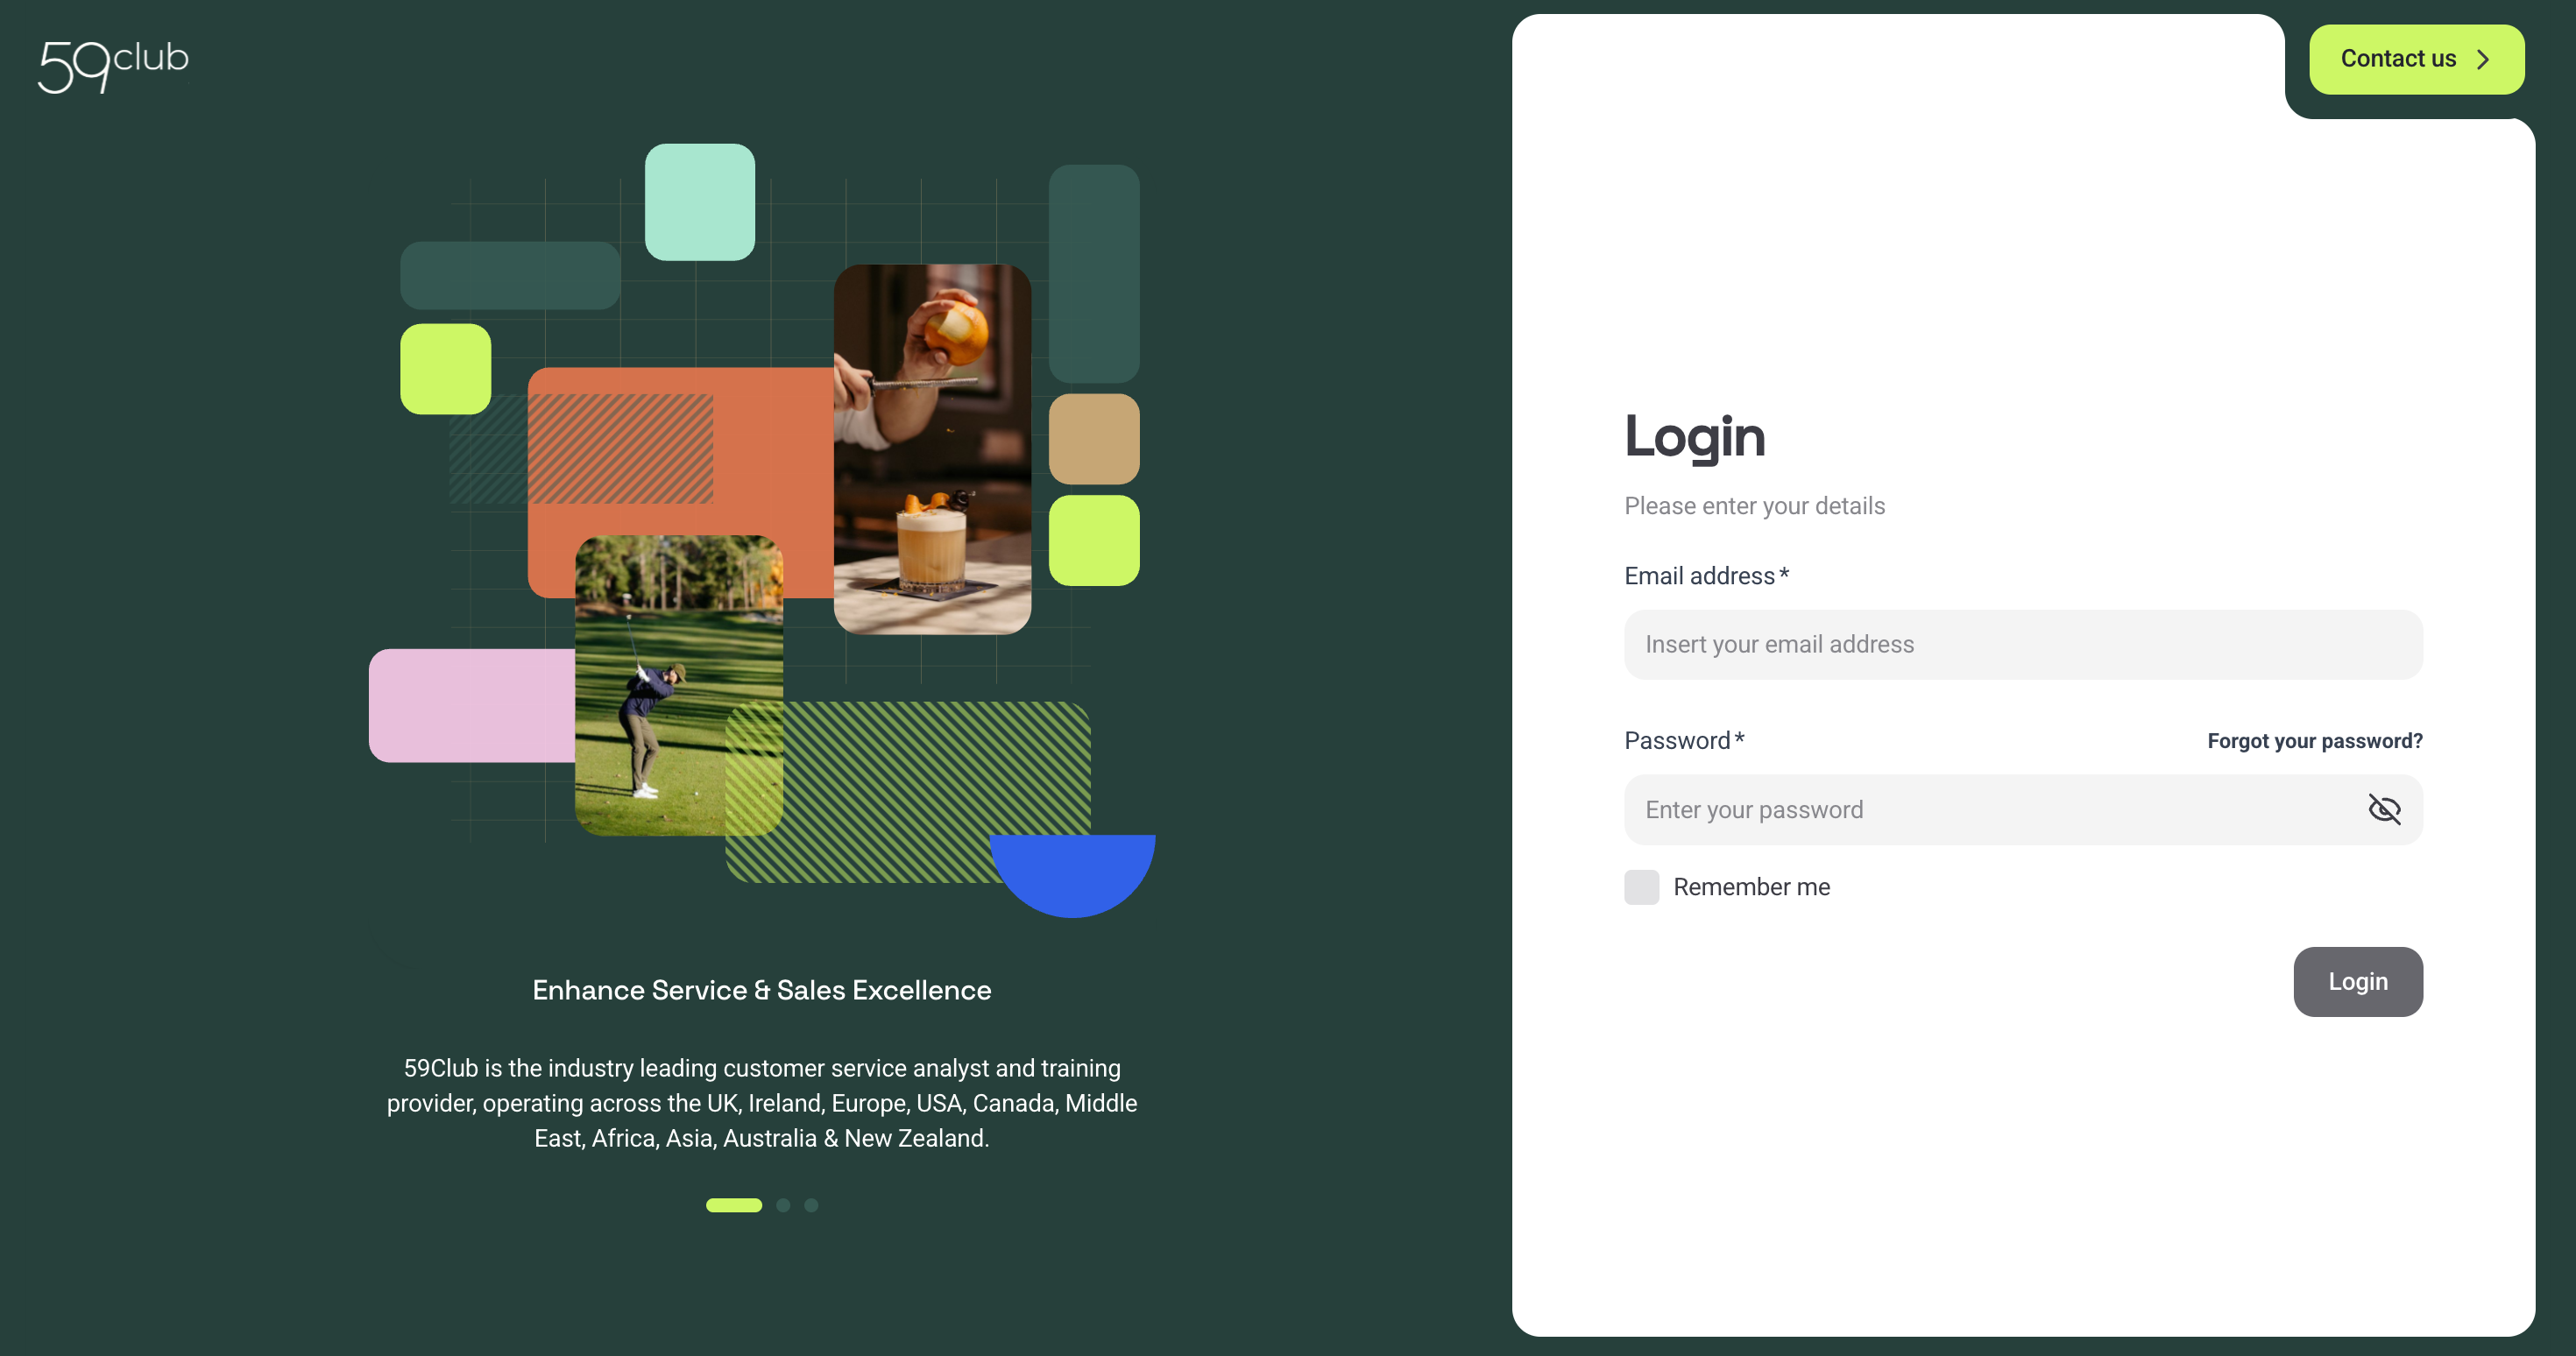 59club
Contact us
Enhance Service & Sales Excellence
59Club is the industry leading customer service analyst and training
provider, operating across the UK, Ireland, Europe, USA, Canada, Middle
East, Africa, Asia, Australia & New Zealand.
Login
Please enter your details
Email address*
Insert your email address
Password*
Forgot your password?
Enter your password
Remember me
Login